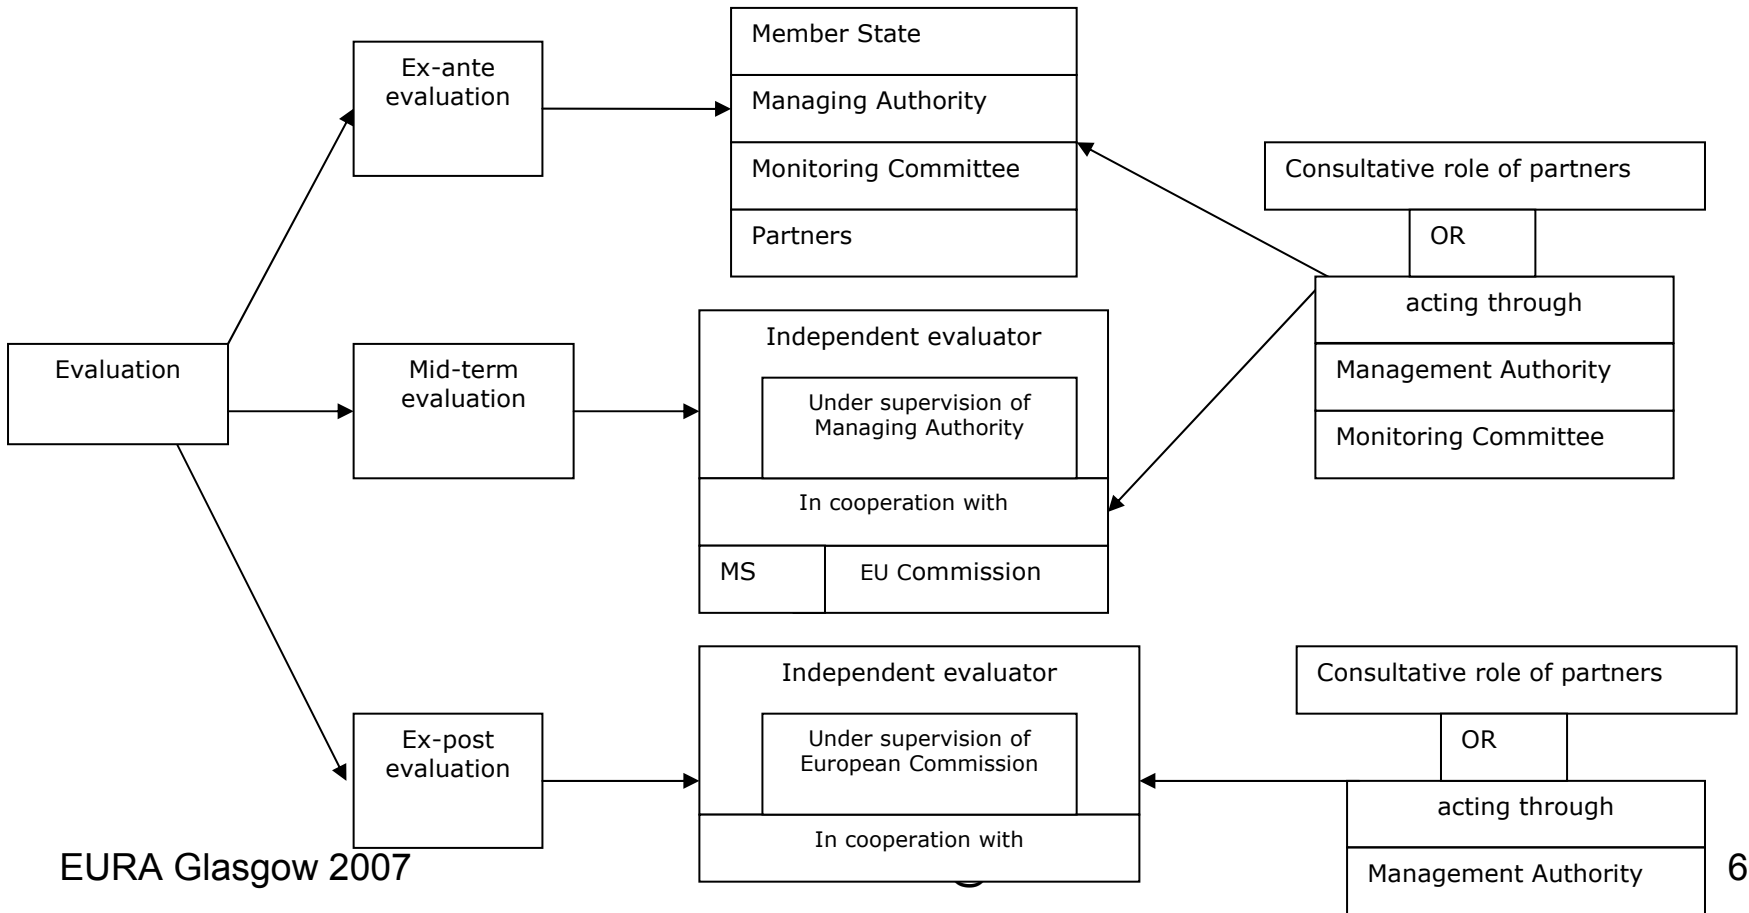 Member State
Ex-ante
evaluation
Managing Authority
Monitoring Committee
Partners
Consultative role of partners
OR
acting through
Management Authority
Monitoring Committee
Evaluation
Mid-term
evaluation
Independent evaluator
Under supervision of
Managing Authority
In cooperation with
MS
EU Commission
Ex-post
evaluation
Independent evaluator
Under supervision of
European Commission
In cooperation with
Consultative role of partners
OR
acting through
Management Authority
EURA Glasgow 2007
6